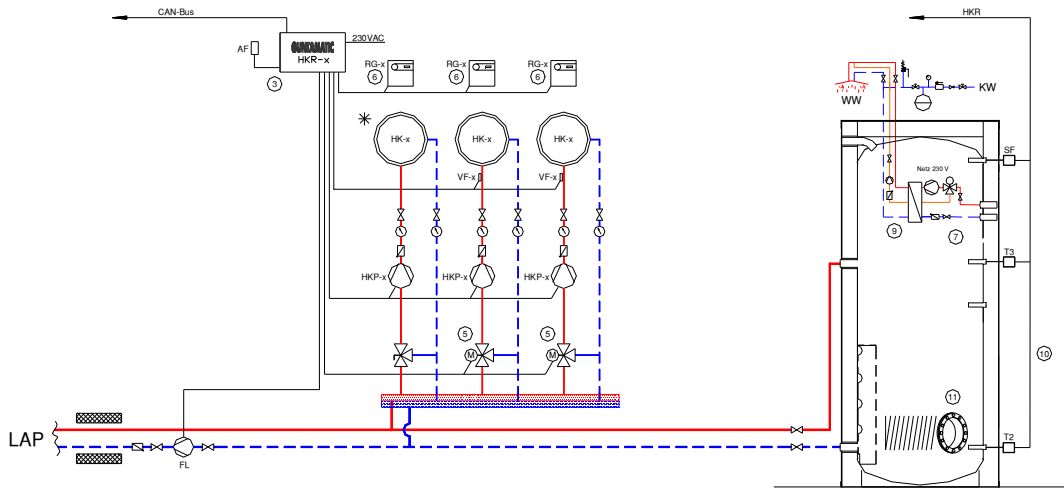 CAN-Bus
HKR
230VAC
AF
GUNTAMATIC
HKR-x
3
RG-x
RG-x
RG-x
6
6
6
KW
WW
HK-x
HK-x
HK-x
SF
Netz 230 V
VF-x
VF-x
9
7
T3
HKP-x
HKP-x
HKP-x
5
5
M
M
10
11
LAP
FL
T2